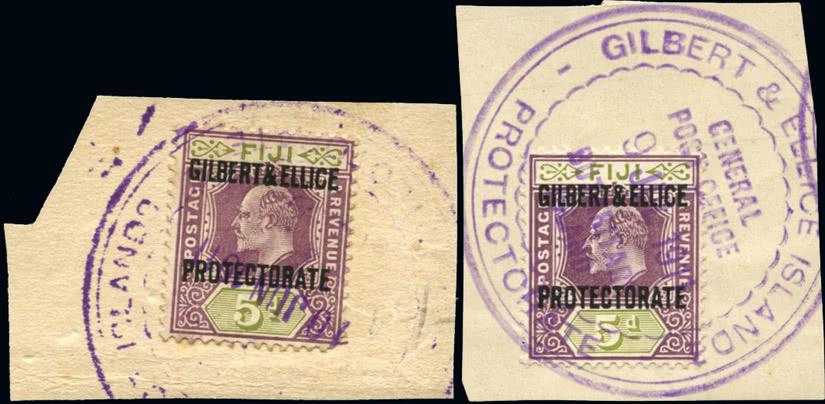 ISLANDS
FIJI
GILBERT & ELLICE
POSTAGE
REVENUE
PROTECTORATE
5d
GILBERT & ELLICE ISLAND
PROTECTORATE
GENERAL
POST OFFICE
FIJI
GILBERT & ELLICE
POSTAGE
REVENUE
PROTECTORATE
5d